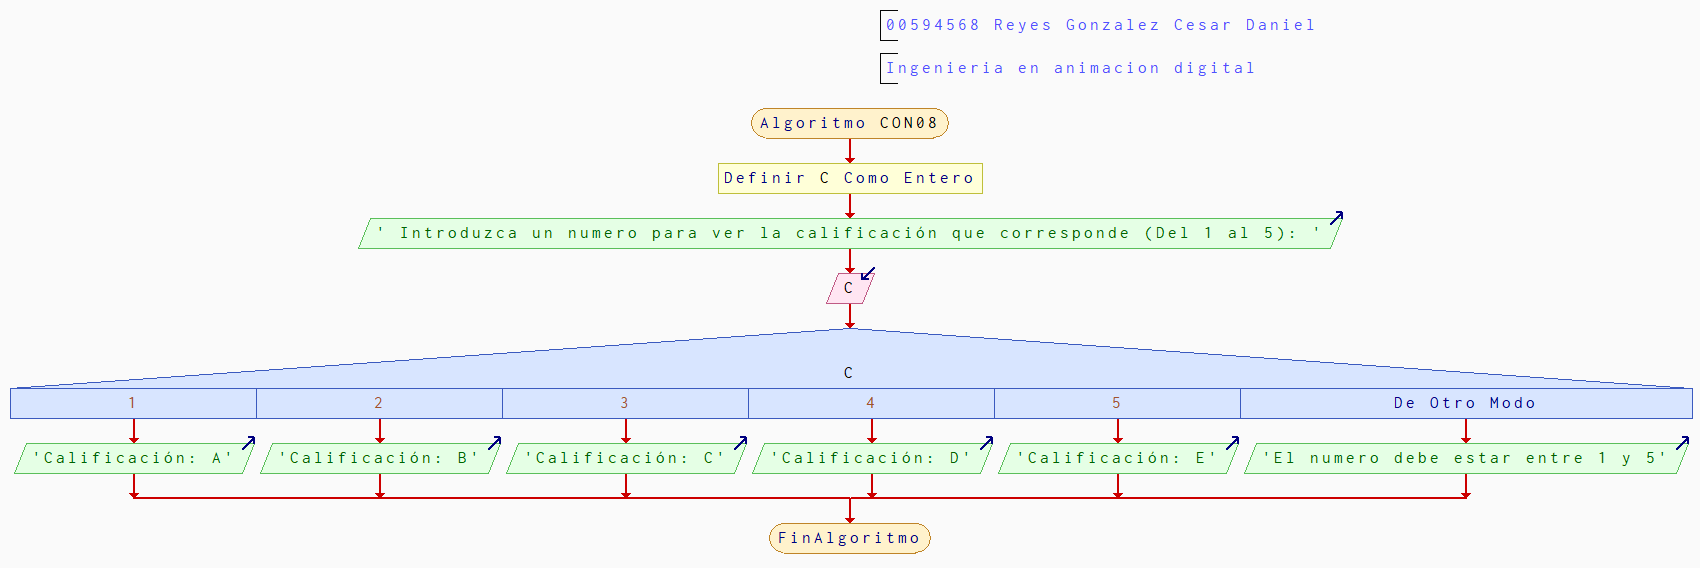 00594568 Reyes Gonzalez Cesar Daniel
Ingenieria en animacion digital
Algoritmo CON08
Definir C Como Entero
' Introduzca un numero para ver la calificación que corresponde (Del 1 al 5): '
C
C
1 2 3 4 5 De Otro Modo
'Calificación: A' 'Calificación: B' 'Calificación: C' 'Calificación: D' 'Calificación: E' 'El numero debe estar entre 1 y 5'
FinAlgoritmo